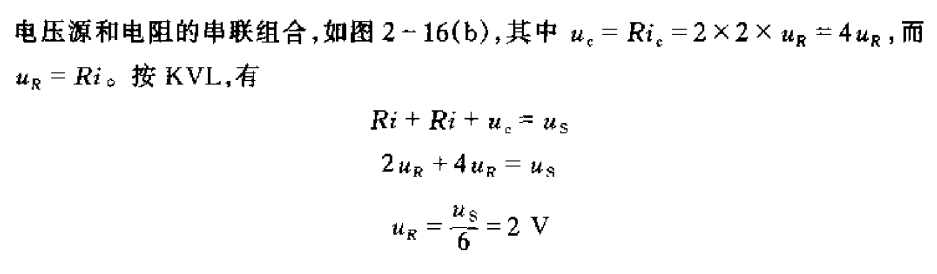 电压源和电阻的串联组合,如图 2-16(b),其中 u_c = Ri_c = 2×2× u_R = 4u_R,而
u_R = Ri。按 KVL,有
Ri + Ri + u_c = u_S
2u_R + 4u_R = u_S
u_R = u_S/6 = 2 V